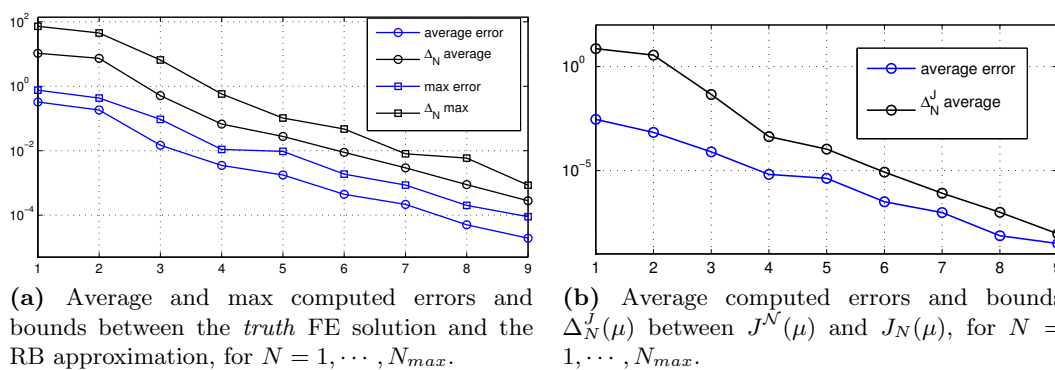 10^2
10^0
10^-2
10^-4
1 2 3 4 5 6 7 8 9
average error
Δ_N average
max error
Δ_N max
(a) Average and max computed errors and
bounds between the truth FE solution and the
RB approximation, for N = 1, ⋯ , N_max.
10^0
10^-5
1 2 3 4 5 6 7 8 9
average error
Δ_N^J average
(b) Average computed errors and bounds
Δ_N^J(μ) between J^𝒩(μ) and J_N(μ), for N =
1, ⋯ , N_max.